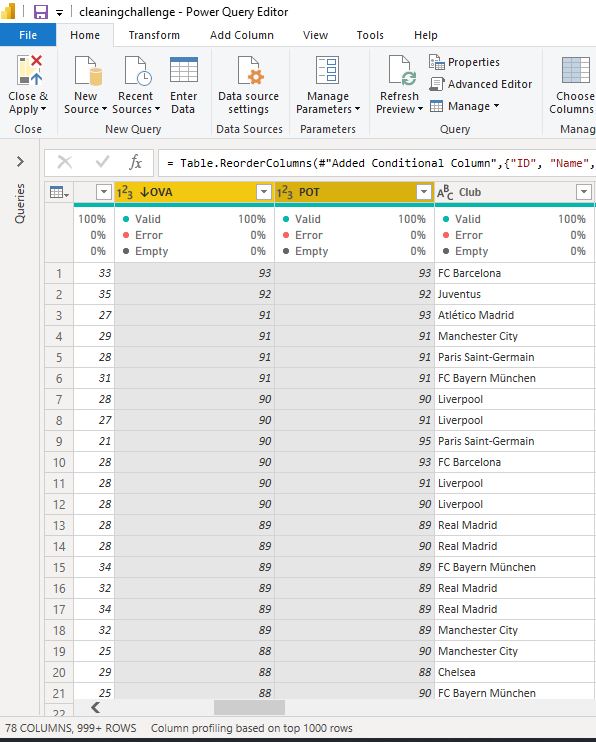 cleaningchallenge - Power Query Editor
File Home Transform Add Column View Tools Help
Close & Apply New Source Recent Sources Enter Data Data source settings Manage Parameters Refresh Preview Properties Advanced Editor Manage Choose Columns
Close New Query Data Sources Parameters Query Manag
fx = Table.ReorderColumns(#"Added Conditional Column",{"ID", "Name",
Queries
1²3 ↓OVA 1²3 POT ABC Club
100% Valid 100% Valid 100% Valid 100%
0% Error 0% Error 0% Error 0%
0% Empty 0% Empty 0% Empty 0%
1 33 93 93 FC Barcelona
2 35 92 92 Juventus
3 27 91 93 Atlético Madrid
4 29 91 91 Manchester City
5 28 91 91 Paris Saint-Germain
6 31 91 91 FC Bayern München
7 28 90 90 Liverpool
8 27 90 91 Liverpool
9 21 90 95 Paris Saint-Germain
10 28 90 93 FC Barcelona
11 28 90 91 Liverpool
12 28 90 90 Liverpool
13 28 89 89 Real Madrid
14 28 89 90 Real Madrid
15 34 89 89 FC Bayern München
16 32 89 89 Real Madrid
17 34 89 89 Real Madrid
18 32 89 89 Manchester City
19 25 88 90 Manchester City
20 29 88 88 Chelsea
21 25 88 90 FC Bayern München
22
78 COLUMNS, 999+ ROWS Column profiling based on top 1000 rows